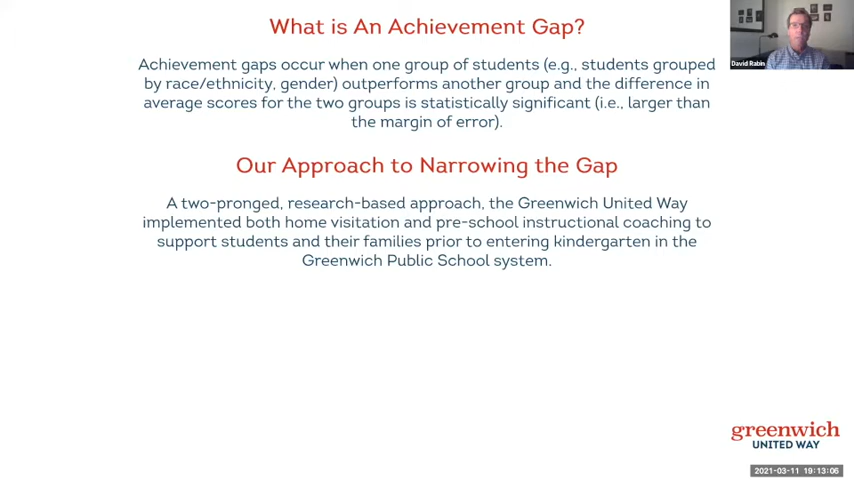 What is An Achievement Gap?
Achievement gaps occur when one group of students (e.g., students grouped
by race/ethnicity, gender) outperforms another group and the difference in
average scores for the two groups is statistically significant (i.e., larger than
the margin of error).
Our Approach to Narrowing the Gap
A two-pronged, research-based approach, the Greenwich United Way
implemented both home visitation and pre-school instructional coaching to
support students and their families prior to entering kindergarten in the
Greenwich Public School system.
David Rabin
greenwich
UNITED WAY
2021-03-11 19:13:06